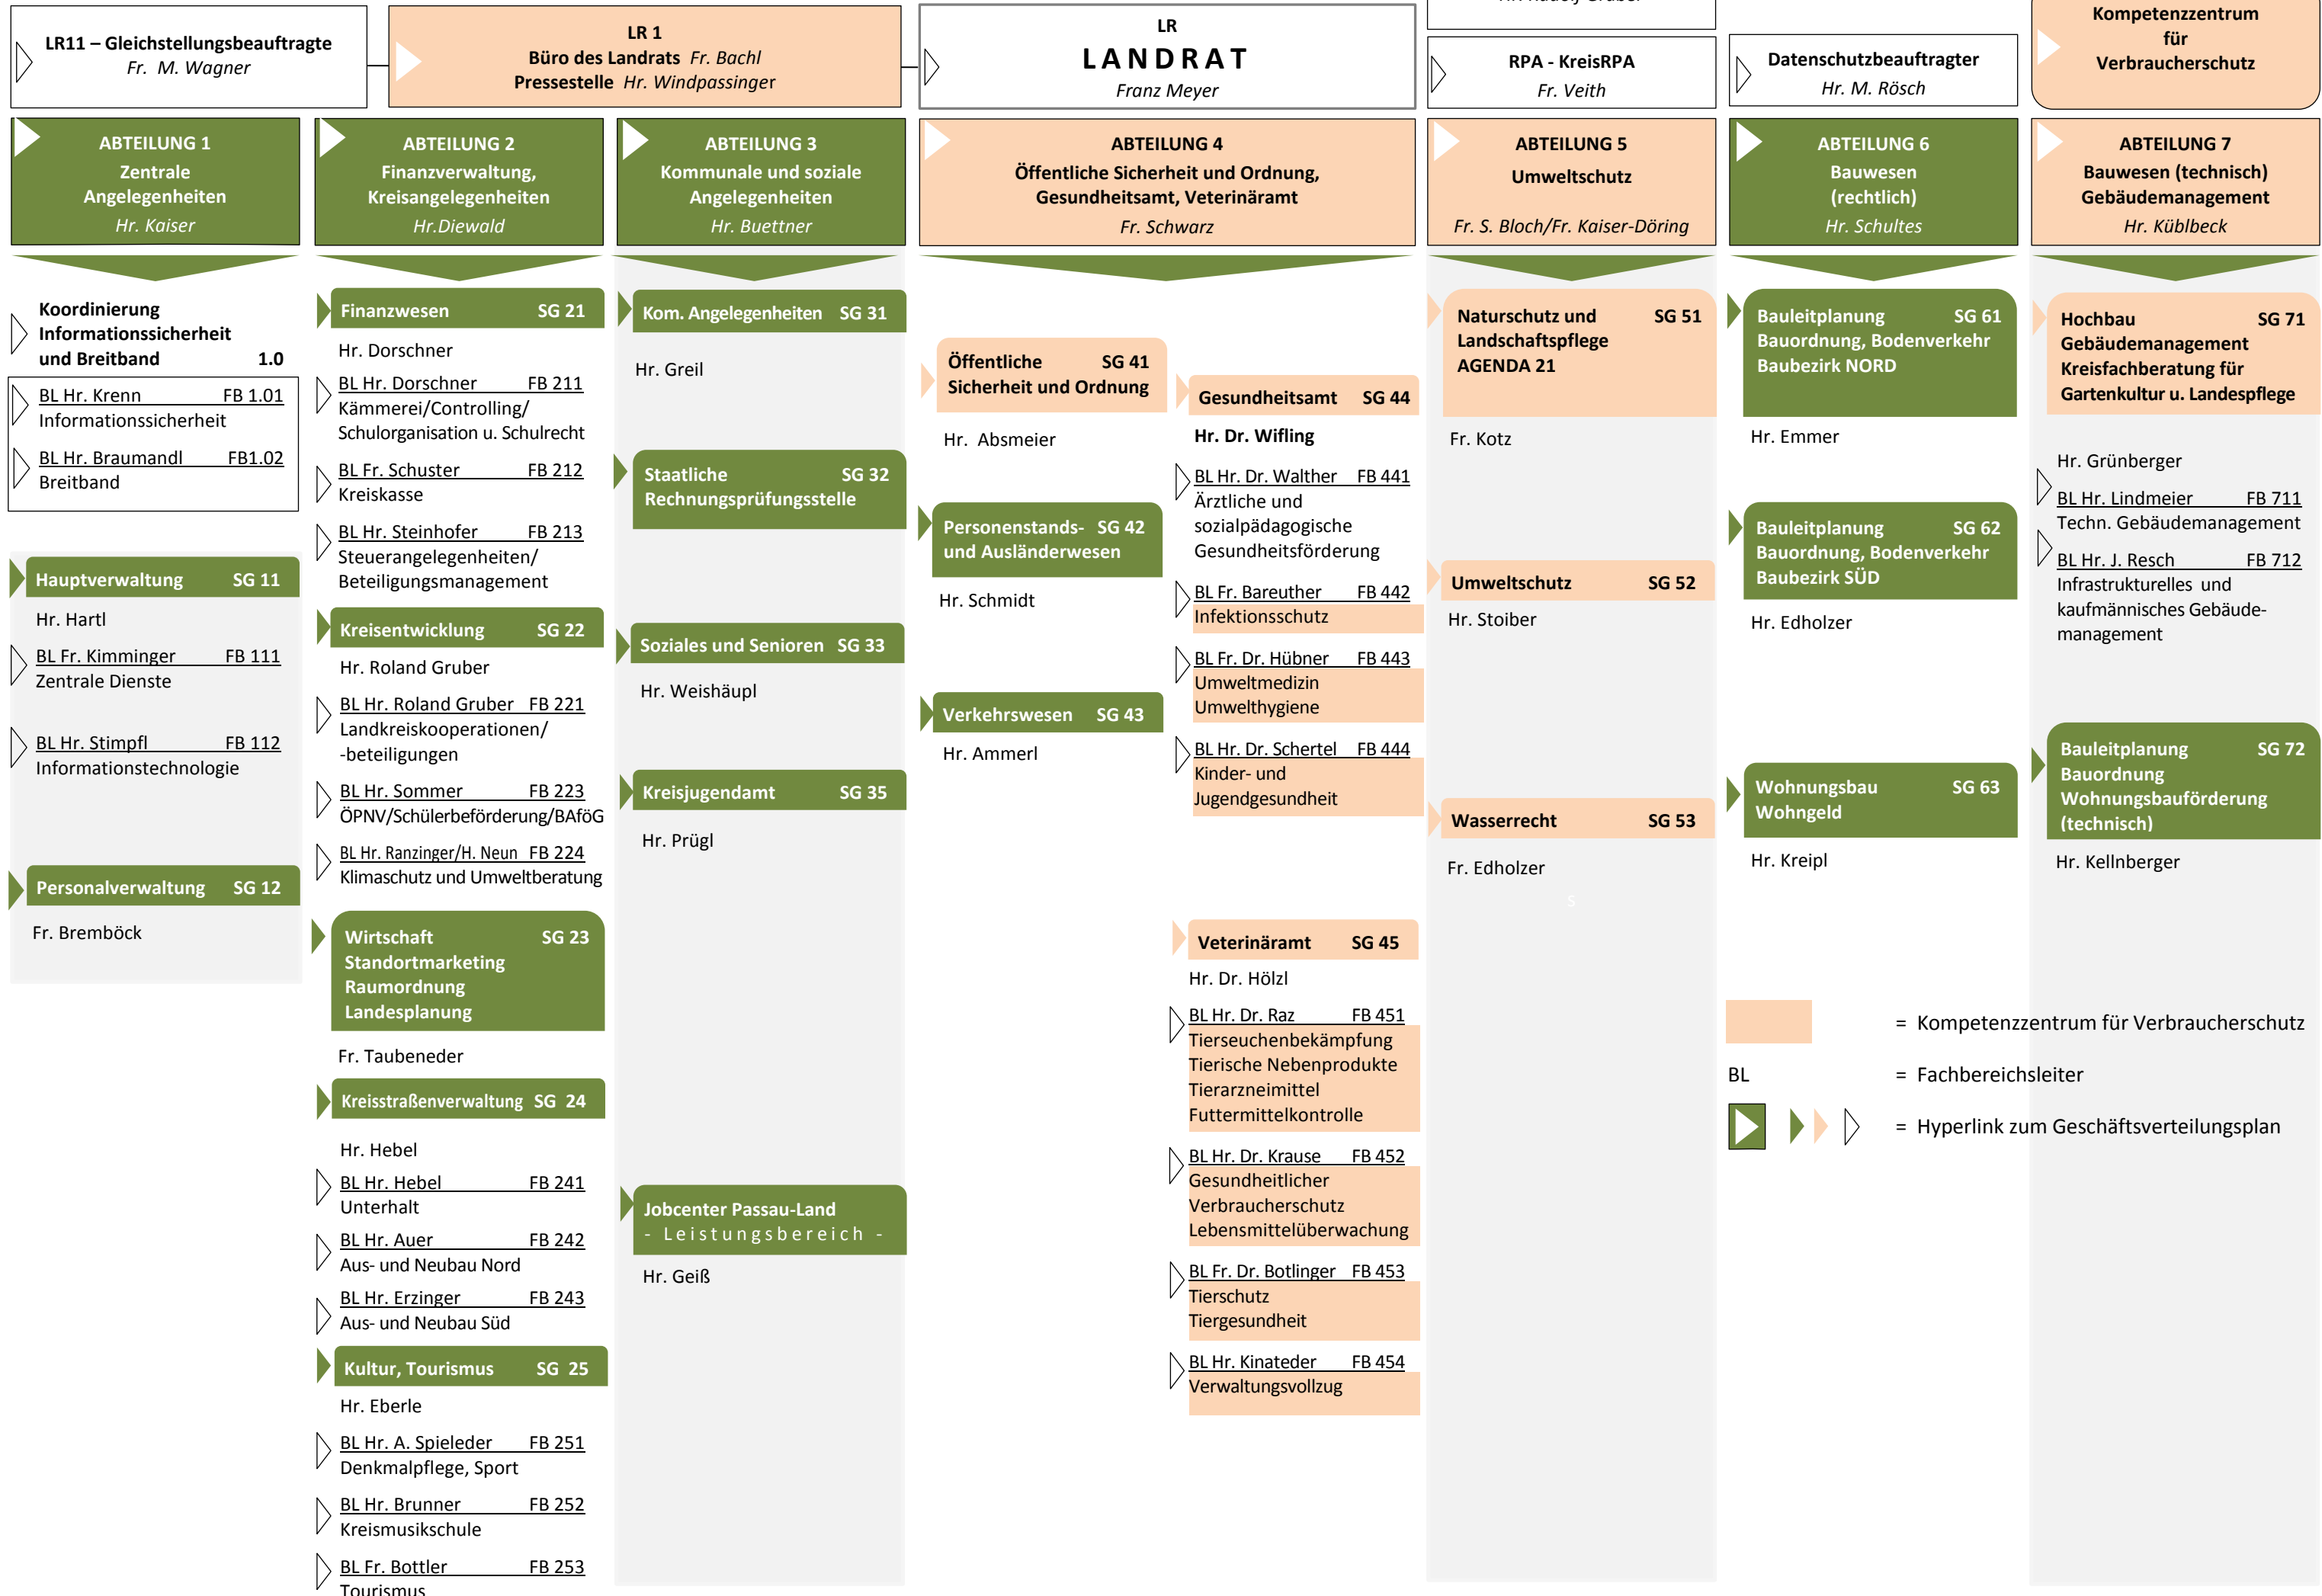 LR11 – Gleichstellungsbeauftragte
Fr. M. Wagner
LR 1
Büro des Landrats Fr. Bachl
Pressestelle Hr. Windpassinger
LR
LANDRAT
Franz Meyer
RPA - KreisRPA
Fr. Veith
Datenschutzbeauftragter
Hr. M. Rösch
Kompetenzzentrum
für
Verbraucherschutz
ABTEILUNG 1
Zentrale
Angelegenheiten
Hr. Kaiser
ABTEILUNG 2
Finanzverwaltung,
Kreisangelegenheiten
Hr.Diewald
ABTEILUNG 3
Kommunale und soziale
Angelegenheiten
Hr. Buettner
ABTEILUNG 4
Öffentliche Sicherheit und Ordnung,
Gesundheitsamt, Veterinäramt
Fr. Schwarz
ABTEILUNG 5
Umweltschutz
Fr. S. Bloch/Fr. Kaiser-Döring
ABTEILUNG 6
Bauwesen
(rechtlich)
Hr. Schultes
ABTEILUNG 7
Bauwesen (technisch)
Gebäudemanagement
Hr. Küblbeck
Koordinierung
Informationssicherheit
und Breitband 1.0
BL Hr. Krenn FB 1.01
Informationssicherheit
BL Hr. Braumandl FB1.02
Breitband
Hauptverwaltung SG 11
Hr. Hartl
BL Fr. Kimminger FB 111
Zentrale Dienste
BL Hr. Stimpfl FB 112
Informationstechnologie
Personalverwaltung SG 12
Fr. Bremböck
Finanzwesen SG 21
Hr. Dorschner
BL Hr. Dorschner FB 211
Kämmerei/Controlling/
Schulorganisation u. Schulrecht
BL Fr. Schuster FB 212
Kreiskasse
BL Hr. Steinhofer FB 213
Steuerangelegenheiten/
Beteiligungsmanagement
Kreisentwicklung SG 22
Hr. Roland Gruber
BL Hr. Roland Gruber FB 221
Landkreiskooperationen/
-beteiligungen
BL Hr. Sommer FB 223
ÖPNV/Schülerbeförderung/BAföG
BL Hr. Ranzinger/H. Neun FB 224
Klimaschutz und Umweltberatung
Wirtschaft SG 23
Standortmarketing
Raumordnung
Landesplanung
Fr. Taubeneder
Kreisstraßenverwaltung SG 24
Hr. Hebel
BL Hr. Hebel FB 241
Unterhalt
BL Hr. Auer FB 242
Aus- und Neubau Nord
BL Hr. Erzinger FB 243
Aus- und Neubau Süd
Kultur, Tourismus SG 25
Hr. Eberle
BL Hr. A. Spieleder FB 251
Denkmalpflege, Sport
BL Hr. Brunner FB 252
Kreismusikschule
BL Fr. Bottler FB 253
Tourismus
Kom. Angelegenheiten SG 31
Hr. Greil
Staatliche SG 32
Rechnungsprüfungsstelle
Soziales und Senioren SG 33
Hr. Weishäupl
Kreisjugendamt SG 35
Hr. Prügl
Jobcenter Passau-Land
- Leistungsbereich -
Hr. Geiß
Öffentliche SG 41
Sicherheit und Ordnung
Hr. Absmeier
Personenstands- SG 42
und Ausländerwesen
Hr. Schmidt
Verkehrswesen SG 43
Hr. Ammerl
Gesundheitsamt SG 44
Hr. Dr. Wifling
BL Hr. Dr. Walther FB 441
Ärztliche und
sozialpädagogische
Gesundheitsförderung
BL Fr. Bareuther FB 442
Infektionsschutz
BL Fr. Dr. Hübner FB 443
Umweltmedizin
Umwelthygiene
BL Hr. Dr. Schertel FB 444
Kinder- und
Jugendgesundheit
Veterinäramt SG 45
Hr. Dr. Hölzl
BL Hr. Dr. Raz FB 451
Tierseuchenbekämpfung
Tierische Nebenprodukte
Tierarzneimittel
Futtermittelkontrolle
BL Hr. Dr. Krause FB 452
Gesundheitlicher
Verbraucherschutz
Lebensmittelüberwachung
BL Fr. Dr. Botlinger FB 453
Tierschutz
Tiergesundheit
BL Hr. Kinateder FB 454
Verwaltungsvollzug
Naturschutz und SG 51
Landschaftspflege
AGENDA 21
Fr. Kotz
Umweltschutz SG 52
Hr. Stoiber
Wasserrecht SG 53
Fr. Edholzer
s
Bauleitplanung SG 61
Bauordnung, Bodenverkehr
Baubezirk NORD
Hr. Emmer
Bauleitplanung SG 62
Bauordnung, Bodenverkehr
Baubezirk SÜD
Hr. Edholzer
Wohnungsbau SG 63
Wohngeld
Hr. Kreipl
Hochbau SG 71
Gebäudemanagement
Kreisfachberatung für
Gartenkultur u. Landespflege
Hr. Grünberger
BL Hr. Lindmeier FB 711
Techn. Gebäudemanagement
BL Hr. J. Resch FB 712
Infrastrukturelles und
kaufmännisches Gebäude-
management
Bauleitplanung SG 72
Bauordnung
Wohnungsbauförderung
(technisch)
Hr. Kellnberger
= Kompetenzzentrum für Verbraucherschutz
BL = Fachbereichsleiter
= Hyperlink zum Geschäftsverteilungsplan